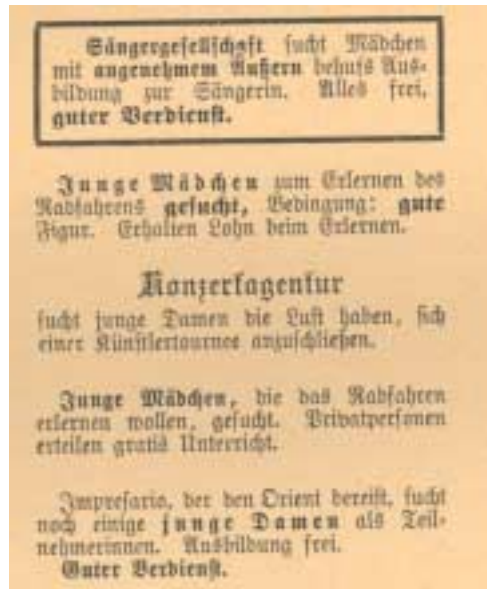 Sängergesellschaft sucht Mädchen
mit angenehmem Äußern behufs Aus-
bildung zur Sängerin. Alles frei,
guter Verdienst.
Junge Mädchen zum Erlernen des
Radfahrens gesucht, Bedingung: gute
Figur. Erhalten Lohn beim Erlernen.
Konzertagentur
sucht junge Damen die Lust haben, sich
einer Künstlertournee anzuschließen.
Junge Mädchen, die das Radfahren
erlernen wollen, gesucht. Privatpersonen
erteilen gratis Unterricht.
Impresario, der den Orient bereist, sucht
noch einige junge Damen als Teil-
nehmerinnen. Ausbildung frei.
Guter Verdienst.